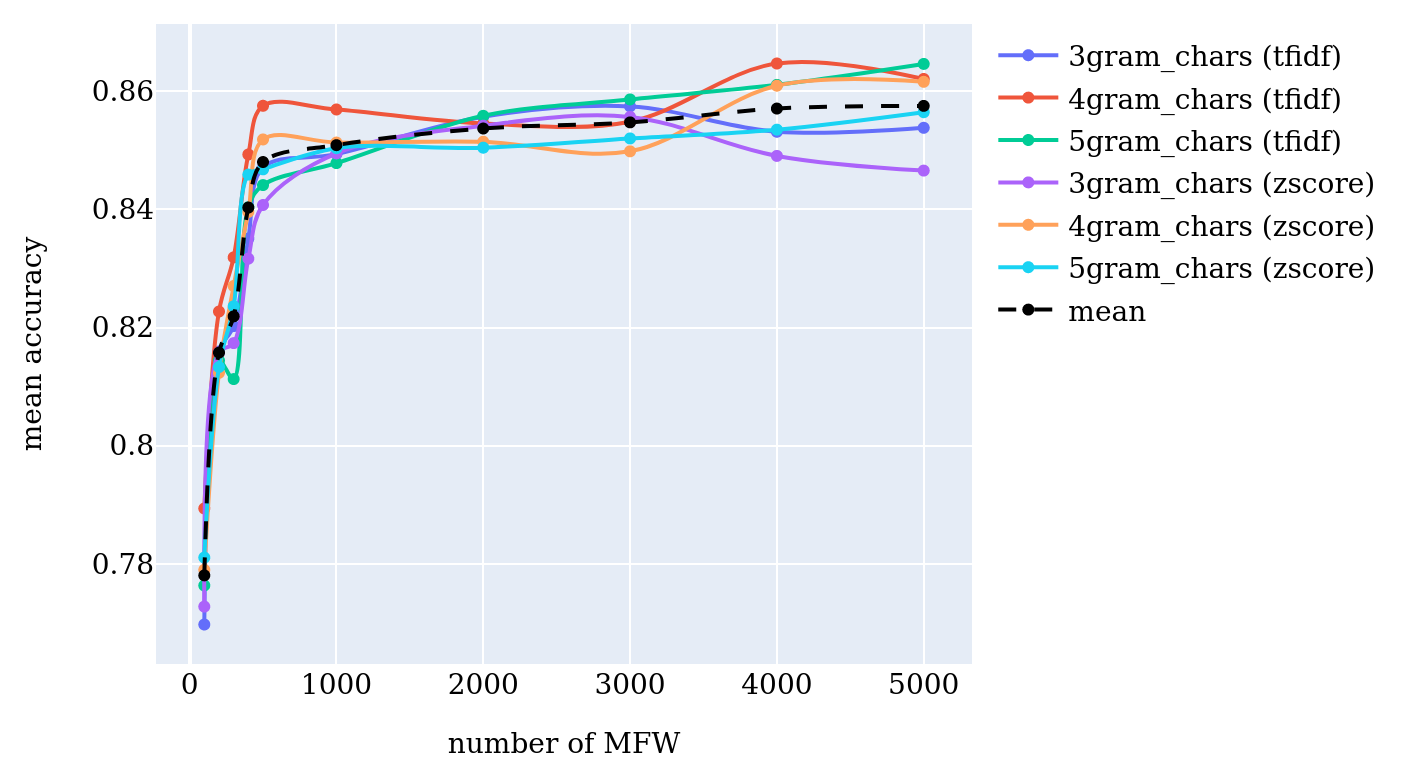 0.86
0.84
0.82
0.8
0.78
mean accuracy
0 1000 2000 3000 4000 5000
number of MFW
3gram_chars (tfidf)
4gram_chars (tfidf)
5gram_chars (tfidf)
3gram_chars (zscore)
4gram_chars (zscore)
5gram_chars (zscore)
mean